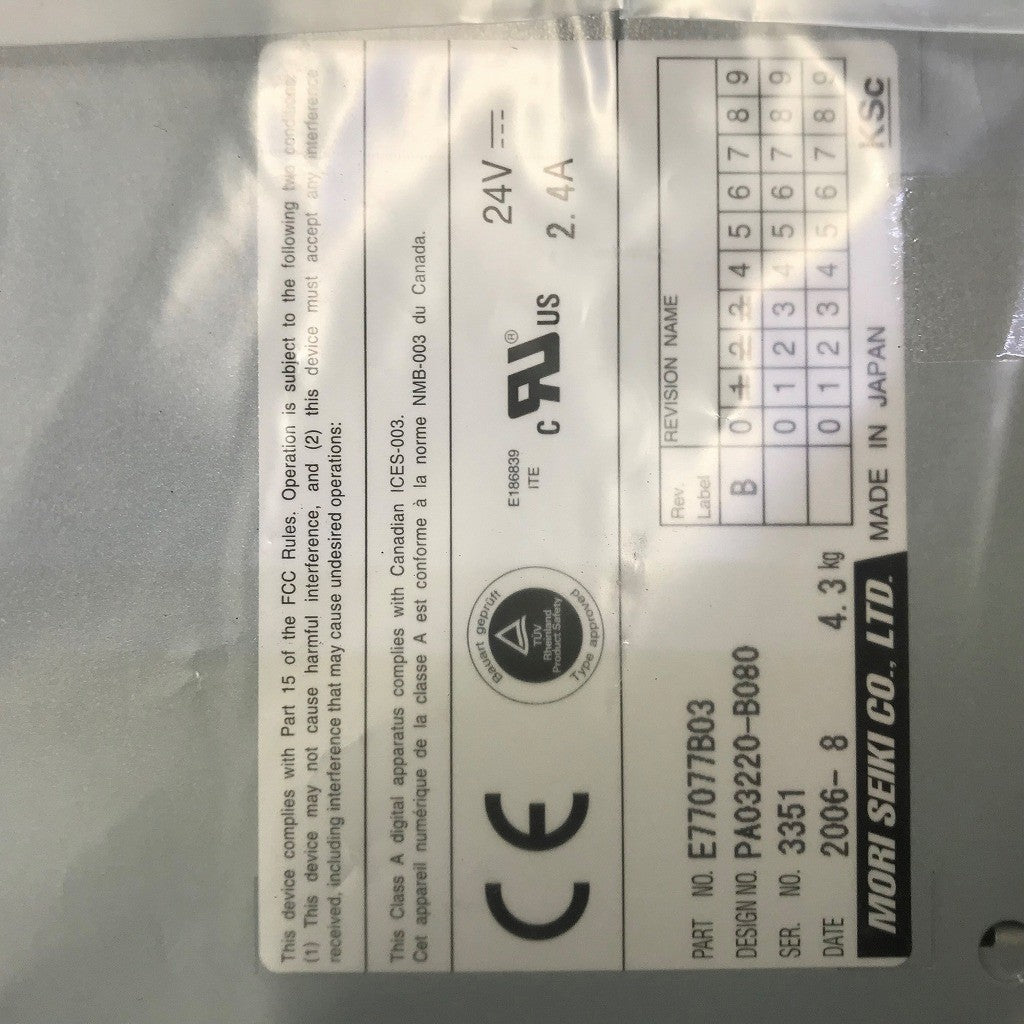 This device complies with Part 15 of the FCC Rules. Operation is subject to the following two conditions:
(1) This device may not cause harmful interference, and (2) this device must accept any interference
received, including interference that may cause undesired operations:
This Class A digital apparatus complies with Canadian ICES-003.
Cet appareil numérique de la classe A est conforme à la norme NMB-003 du Canada.
CE
Bauart geprüft
TÜV
Rheinland
Product Safety
Type approved
E186839
ITE
c RU ® US
24V
2. 4A
PART NO. E77077B03
DESIGN NO. PA03220-B080
SER. NO. 3351
DATE 2006- 8 4. 3 kg
Rev. Label REVISION NAME
B 0 1 2 3 4 5 6 7 8 9
0 1 2 3 4 5 6 7 8 9
0 1 2 3 4 5 6 7 8 9
MORI SEIKI CO., LTD. MADE IN JAPAN KSC